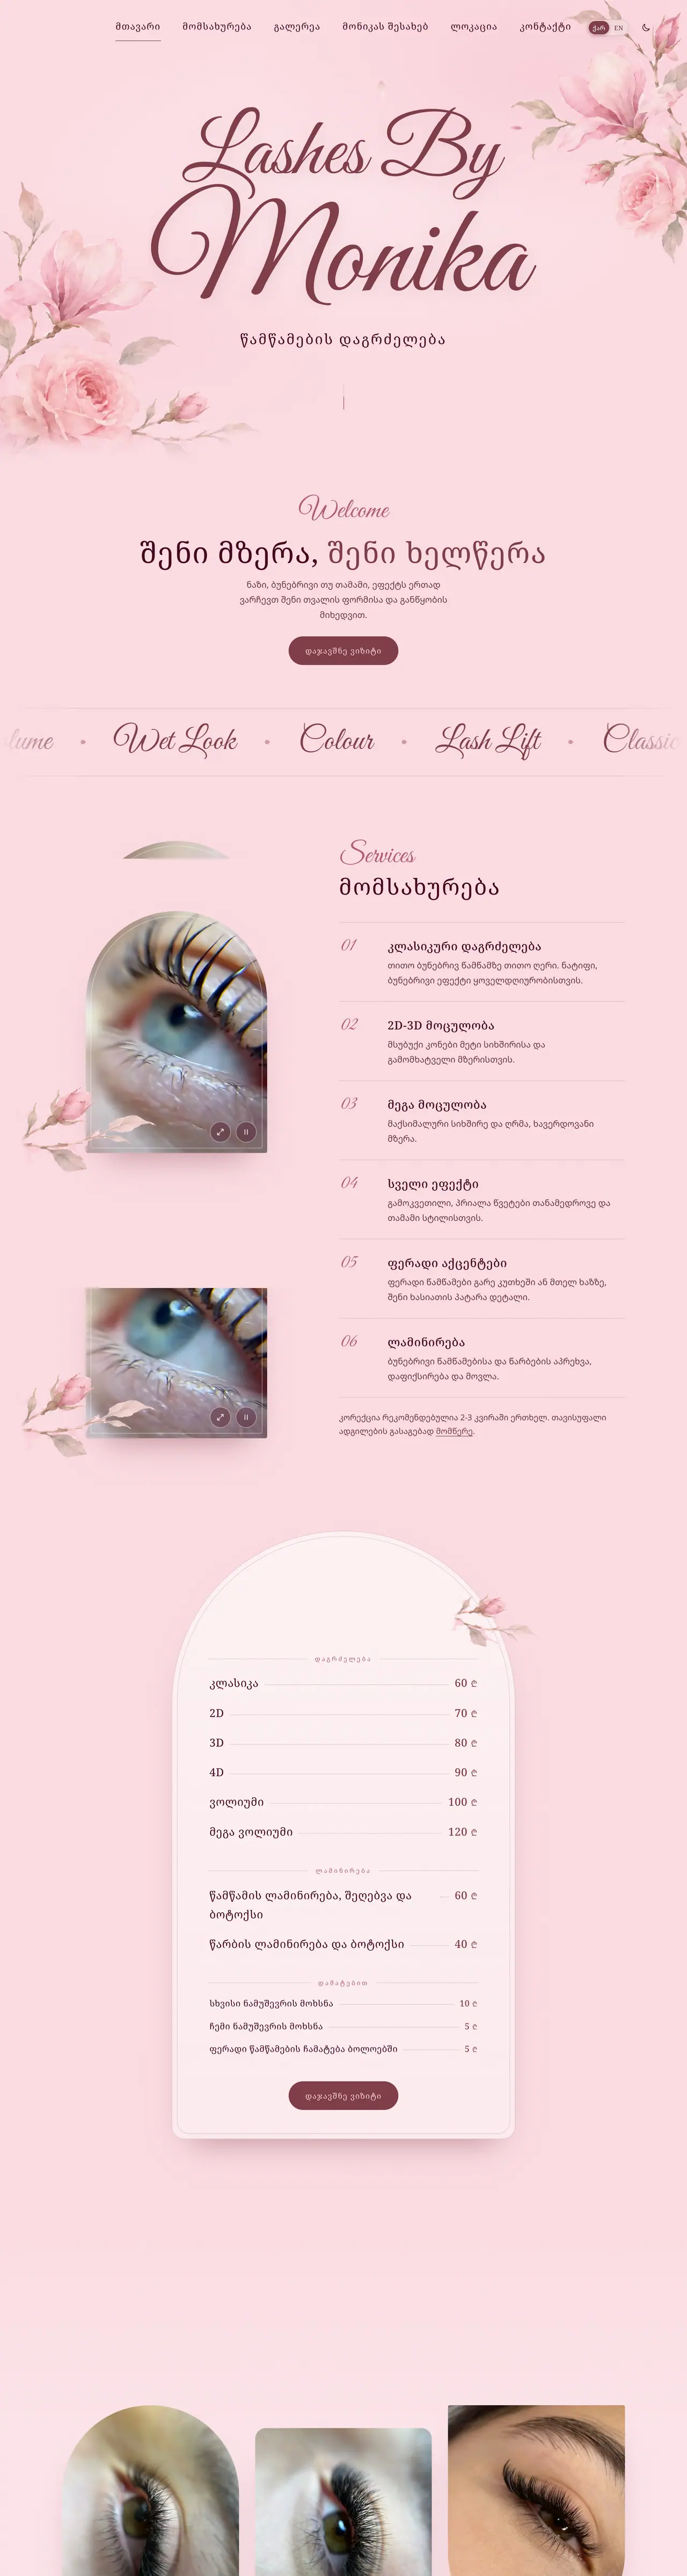 მთავარი მომსახურება გალერეა მონიკას შესახებ ლოკაცია კონტაქტი ქარ EN
Lashes By
Monika
წამწამების დაგრძელება
Welcome
შენი მზერა, შენი ხელწერა
ნაზი, ბუნებრივი თუ თამამი, ეფექტს ერთად
ვარჩევთ შენი თვალის ფორმისა და განწყობის
მიხედვით.
დაჯავშნე ვიზიტი
lume Wet Look Colour Lash Lift Classic
Services
მომსახურება
01 კლასიკური დაგრძელება
თითო ბუნებრივ წამწამზე თითო ღერი. ნატიფი,
ბუნებრივი ეფექტი ყოველდღიურობისთვის.
02 2D-3D მოცულობა
მსუბუქი კონები მეტი სიხშირისა და
გამომხატველი მზერისთვის.
03 მეგა მოცულობა
მაქსიმალური სიხშირე და ღრმა, ხავერდოვანი
მზერა.
04 სველი ეფექტი
გამოკვეთილი, პრიალა წვეტები თანამედროვე და
თამამი სტილისთვის.
05 ფერადი აქცენტები
ფერადი წამწამები გარე კუთხეში ან მთელ ხაზზე,
შენი ხასიათის პატარა დეტალი.
06 ლამინირება
ბუნებრივი წამწამებისა და წარბების აპრეხვა,
დაფიქსირება და მოვლა.
კორექცია რეკომენდებულია 2-3 კვირაში ერთხელ. თავისუფალი
ადგილების გასაგებად მომწერე.
დაგრძელება
კლასიკა 60 ₾
2D 70 ₾
3D 80 ₾
4D 90 ₾
ვოლიუმი 100 ₾
მეგა ვოლიუმი 120 ₾
ლამინირება
წამწამის ლამინირება, შეღებვა და
ბოტოქსი 60 ₾
წარბის ლამინირება და ბოტოქსი 40 ₾
დამატებით
სხვისი ნამუშევრის მოხსნა 10 ₾
ჩემი ნამუშევრის მოხსნა 5 ₾
ფერადი წამწამების ჩამატება ბოლოებში 5 ₾
დაჯავშნე ვიზიტი